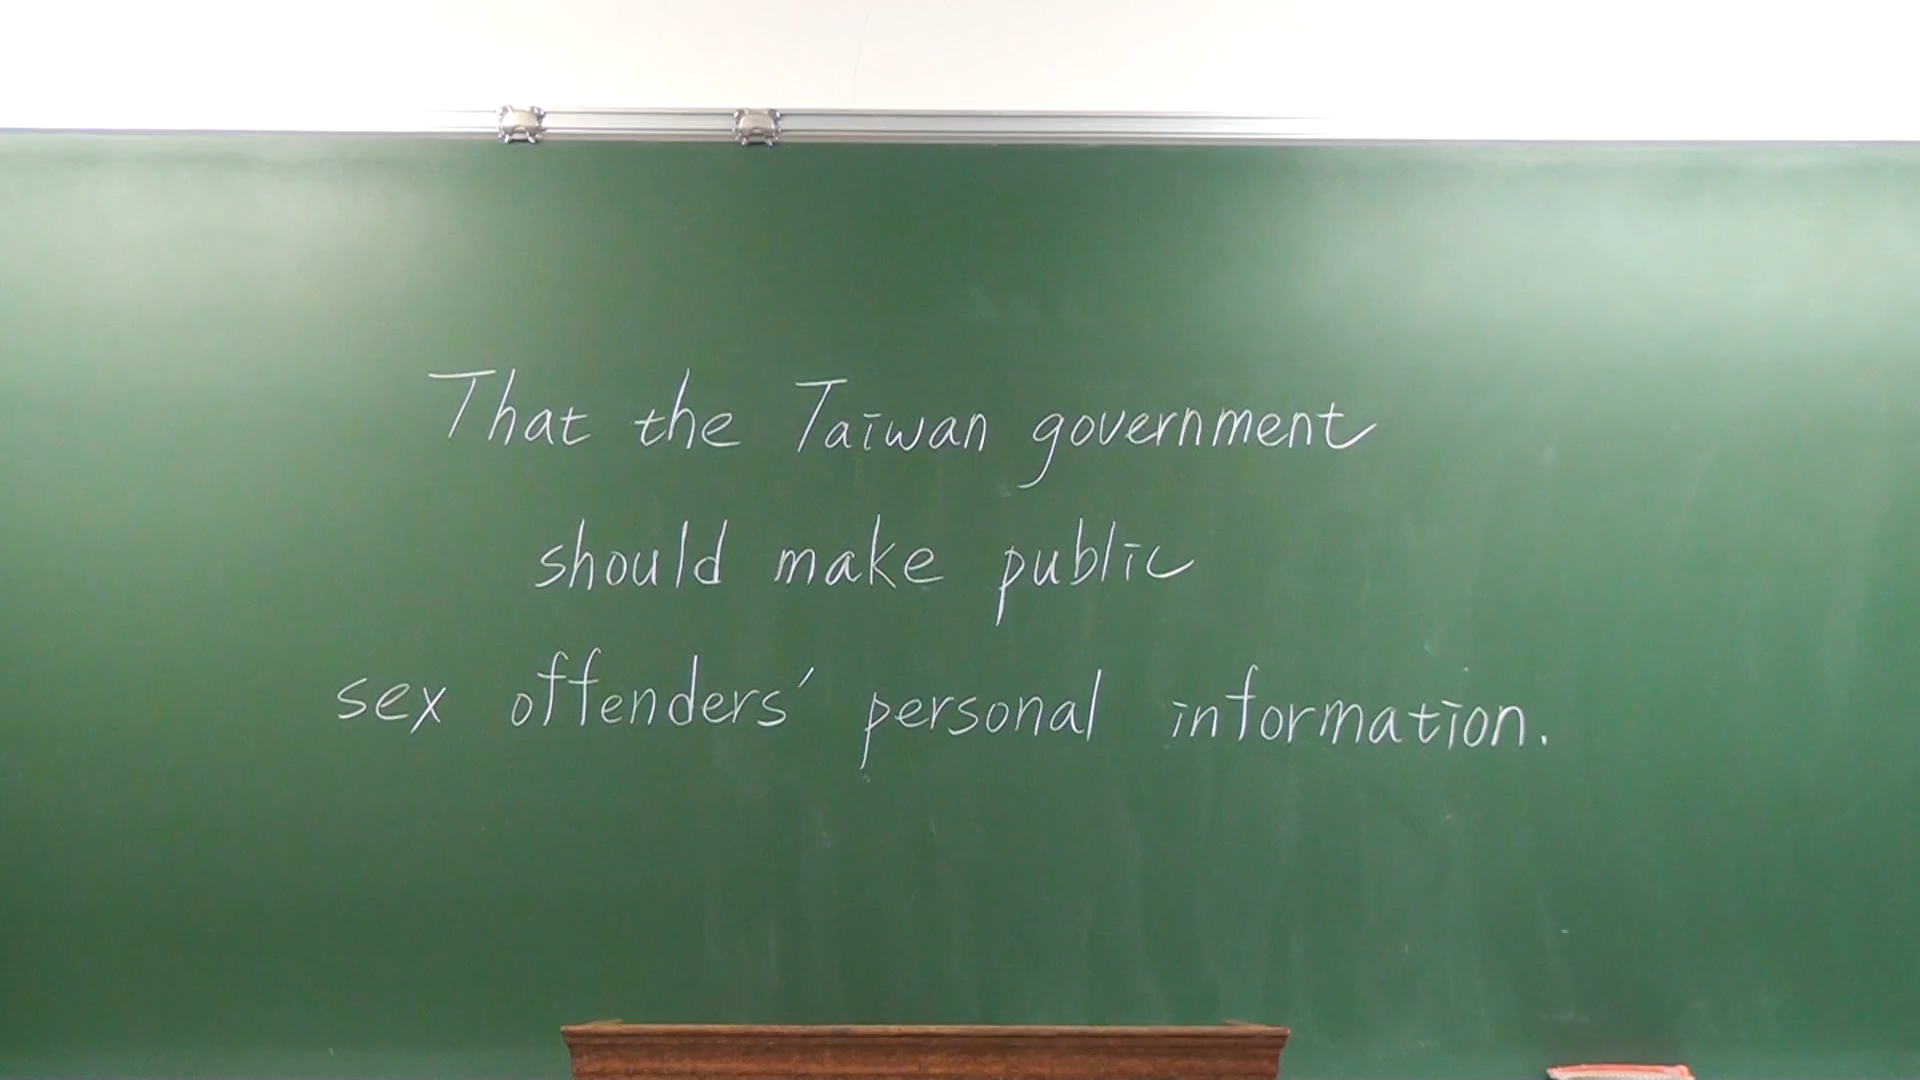 That the Taiwan government
should make public
sex offenders' personal information.